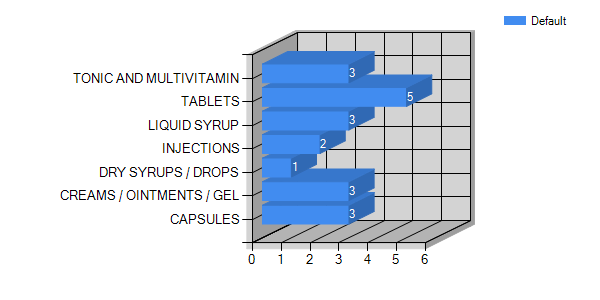 Default
TONIC AND MULTIVITAMIN 3
TABLETS 5
LIQUID SYRUP 3
INJECTIONS 2
DRY SYRUPS / DROPS 1
CREAMS / OINTMENTS / GEL 3
CAPSULES 3
0 1 2 3 4 5 6